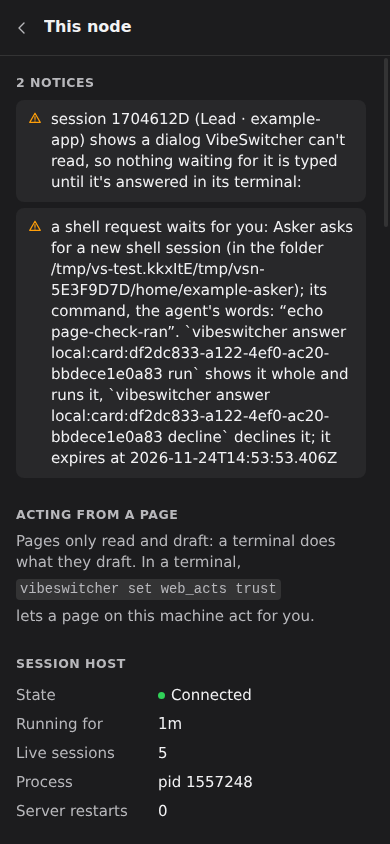 This node
2 NOTICES
session 1704612D (Lead · example-
app) shows a dialog VibeSwitcher can't
read, so nothing waiting for it is typed
until it's answered in its terminal:
a shell request waits for you: Asker asks
for a new shell session (in the folder
/tmp/vs-test.kkxItE/tmp/vsn-
5E3F9D7D/home/example-asker); its
command, the agent's words: “echo
page-check-ran”. `vibeswitcher answer
local:card:df2dc833-a122-4ef0-ac20-
bbdece1e0a83 run` shows it whole and
runs it, `vibeswitcher answer
local:card:df2dc833-a122-4ef0-ac20-
bbdece1e0a83 decline` declines it; it
expires at 2026-11-24T14:53:53.406Z
ACTING FROM A PAGE
Pages only read and draft: a terminal does
what they draft. In a terminal,
vibeswitcher set web_acts trust
lets a page on this machine act for you.
SESSION HOST
State Connected
Running for 1m
Live sessions 5
Process pid 1557248
Server restarts 0